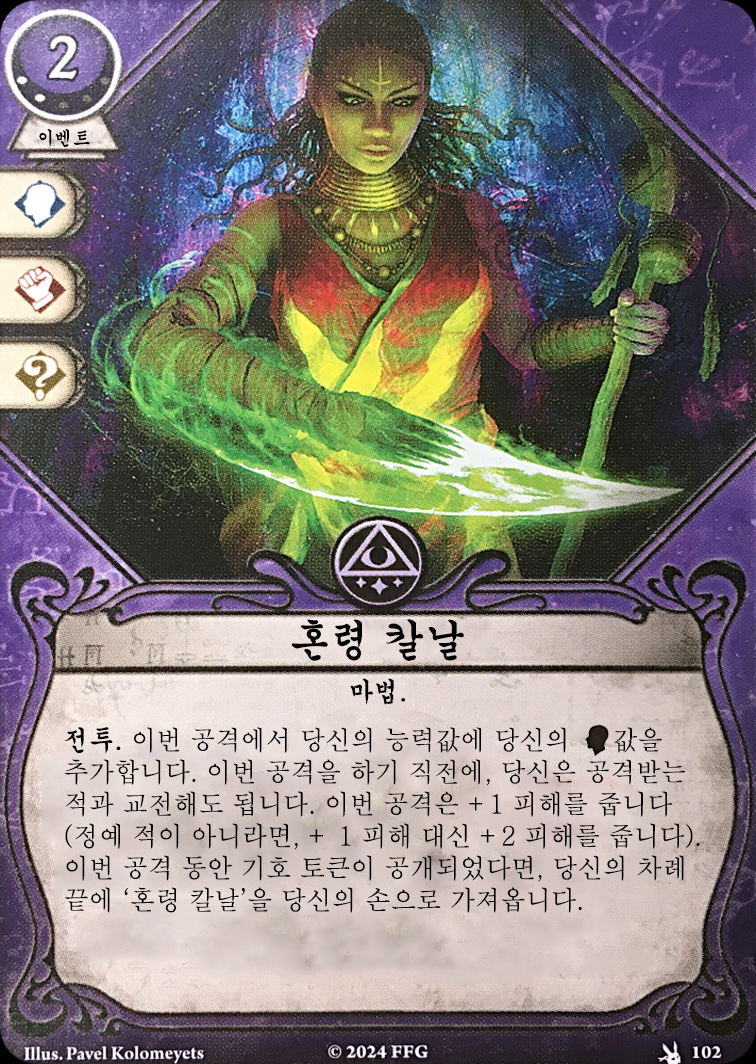 2
이벤트
혼령 칼날
마법.
전투. 이번 공격에서 당신의 능력값에 당신의 값을
추가합니다. 이번 공격을 하기 직전에, 당신은 공격받는
적과 교전해도 됩니다. 이번 공격은 +1 피해를 줍니다
(정예 적이 아니라면, + 1 피해 대신 +2 피해를 줍니다).
이번 공격 동안 기호 토큰이 공개되었다면, 당신의 차례
끝에 ‘혼령 칼날’을 당신의 손으로 가져옵니다.
Illus. Pavel Kolomeyets © 2024 FFG 102